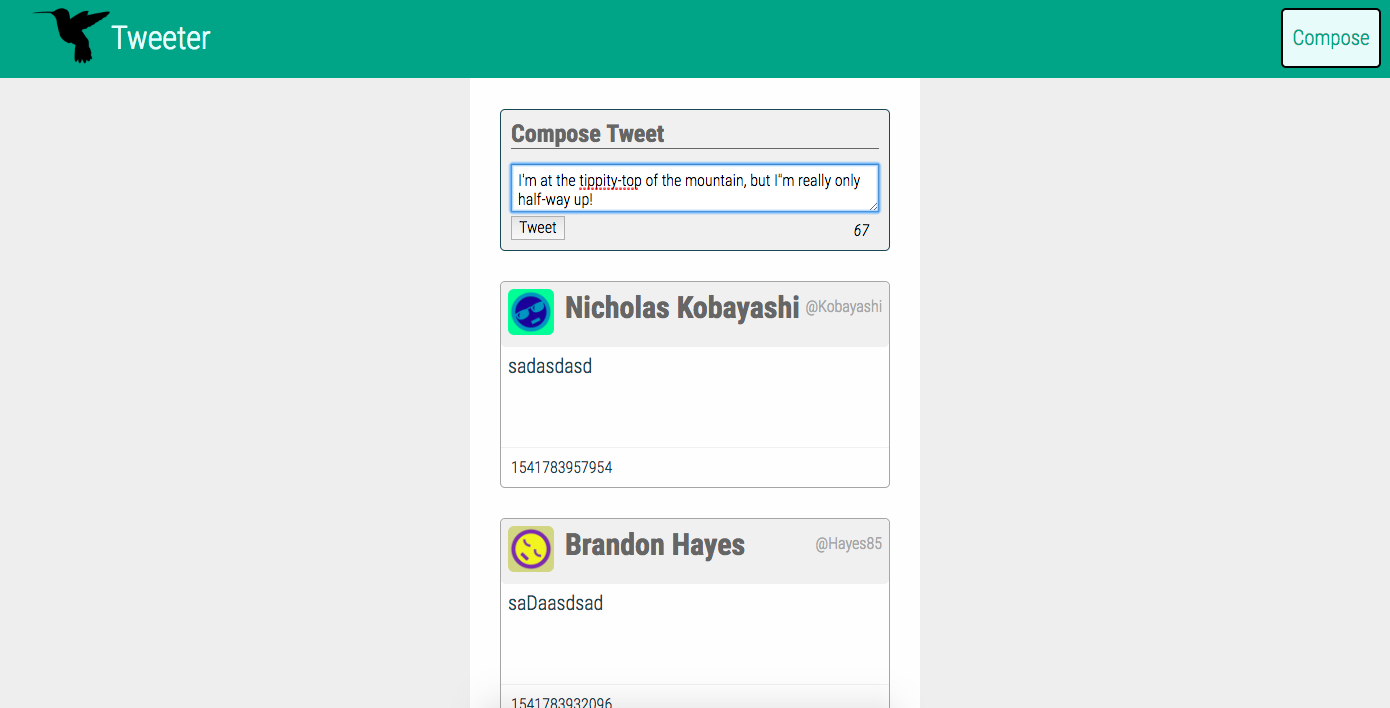 Tweeter
Compose
Compose Tweet
I'm at the tippity-top of the mountain, but I"m really only
half-way up!
Tweet
67
Nicholas Kobayashi @Kobayashi
sadasdasd
1541783957954
Brandon Hayes @Hayes85
saDaasdsad
1541783932096